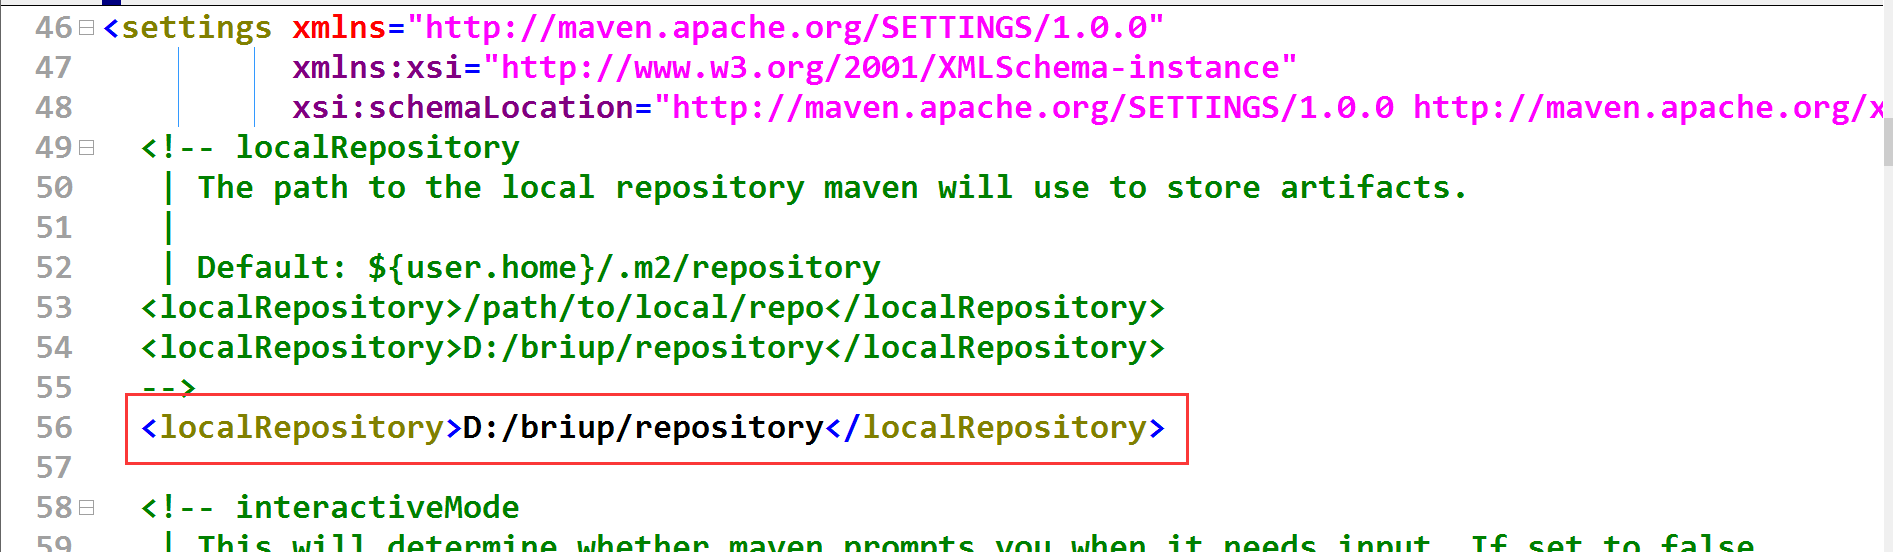 46 <settings xmlns="http://maven.apache.org/SETTINGS/1.0.0"
47 xmlns:xsi="http://www.w3.org/2001/XMLSchema-instance"
48 xsi:schemaLocation="http://maven.apache.org/SETTINGS/1.0.0 http://maven.apache.org/x
49 <!-- localRepository
50 | The path to the local repository maven will use to store artifacts.
51 |
52 | Default: ${user.home}/.m2/repository
53 <localRepository>/path/to/local/repo</localRepository>
54 <localRepository>D:/briup/repository</localRepository>
55 -->
56 <localRepository>D:/briup/repository</localRepository>
57
58 <!-- interactiveMode
59 | This will determine whether maven prompts you when it needs input. If set to false